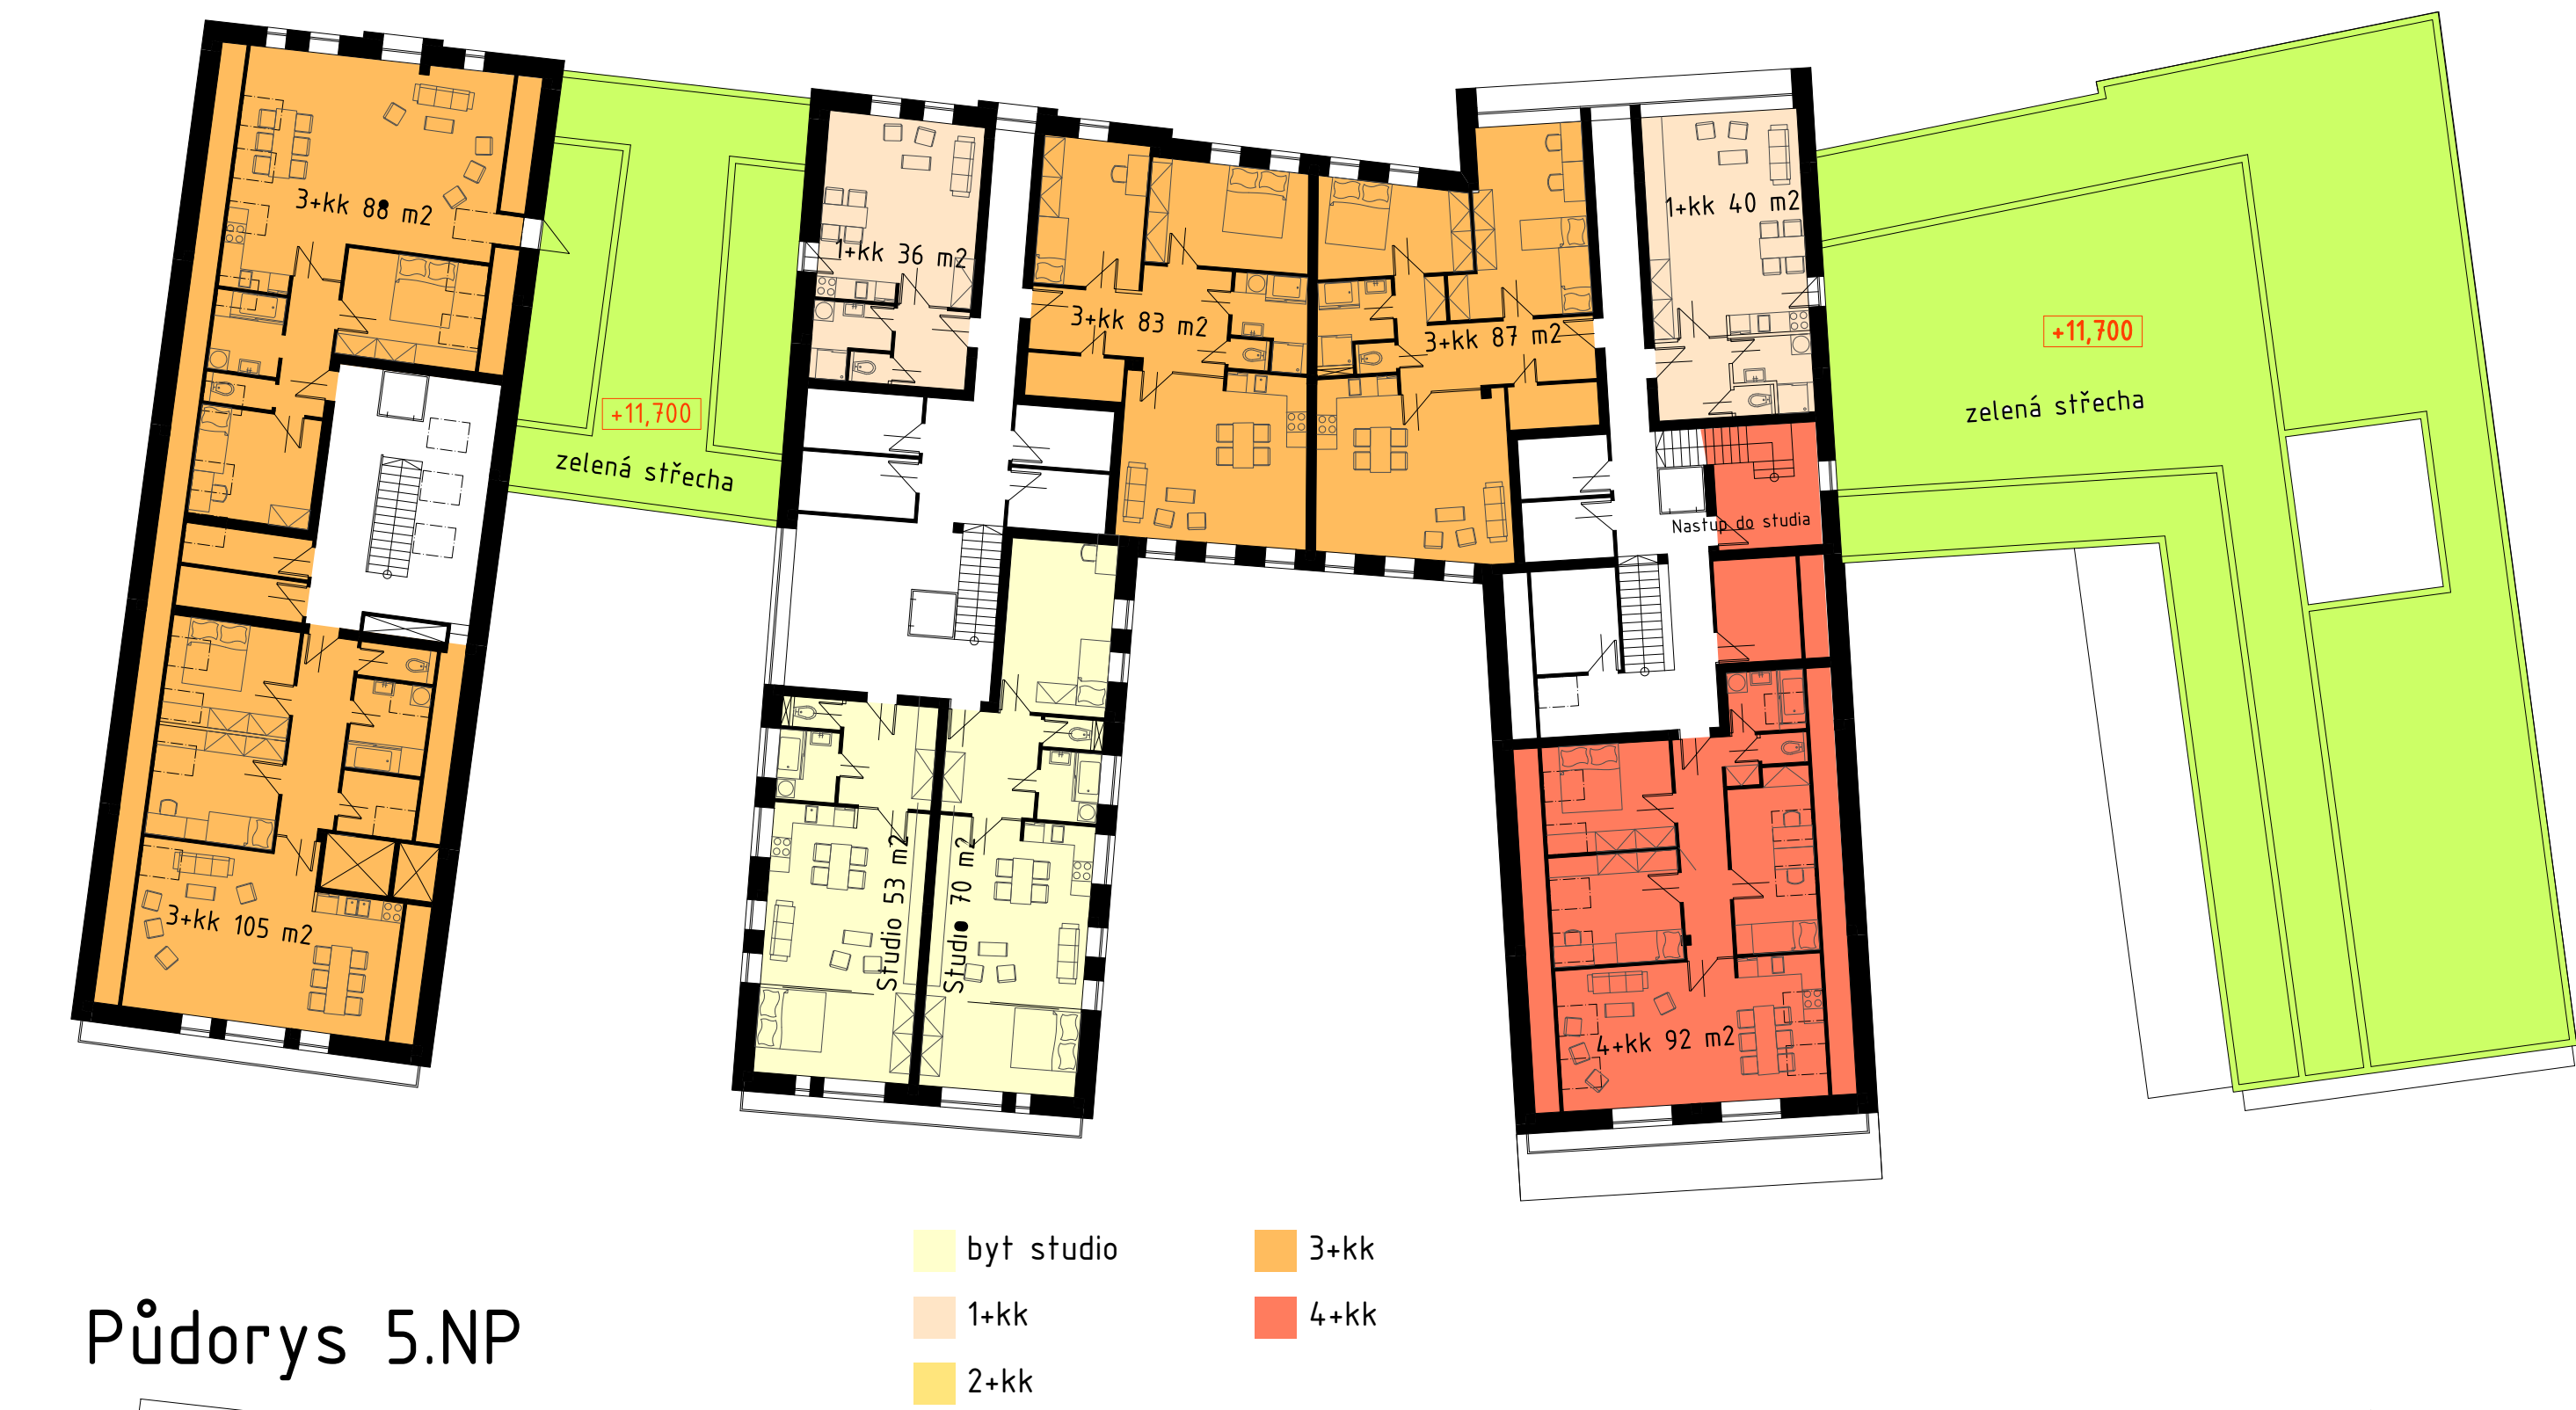 3+kk 88 m2
1+kk 36 m2
3+kk 83 m2
3+kk 87 m2
1+kk 40 m2
+11,700
zelená střecha
+11,700
zelená střecha
Nastup do studia
Studio 53 m2
Studio 70 m2
3+kk 105 m2
4+kk 92 m2
byt studio
3+kk
1+kk
4+kk
2+kk
Půdorys 5.NP